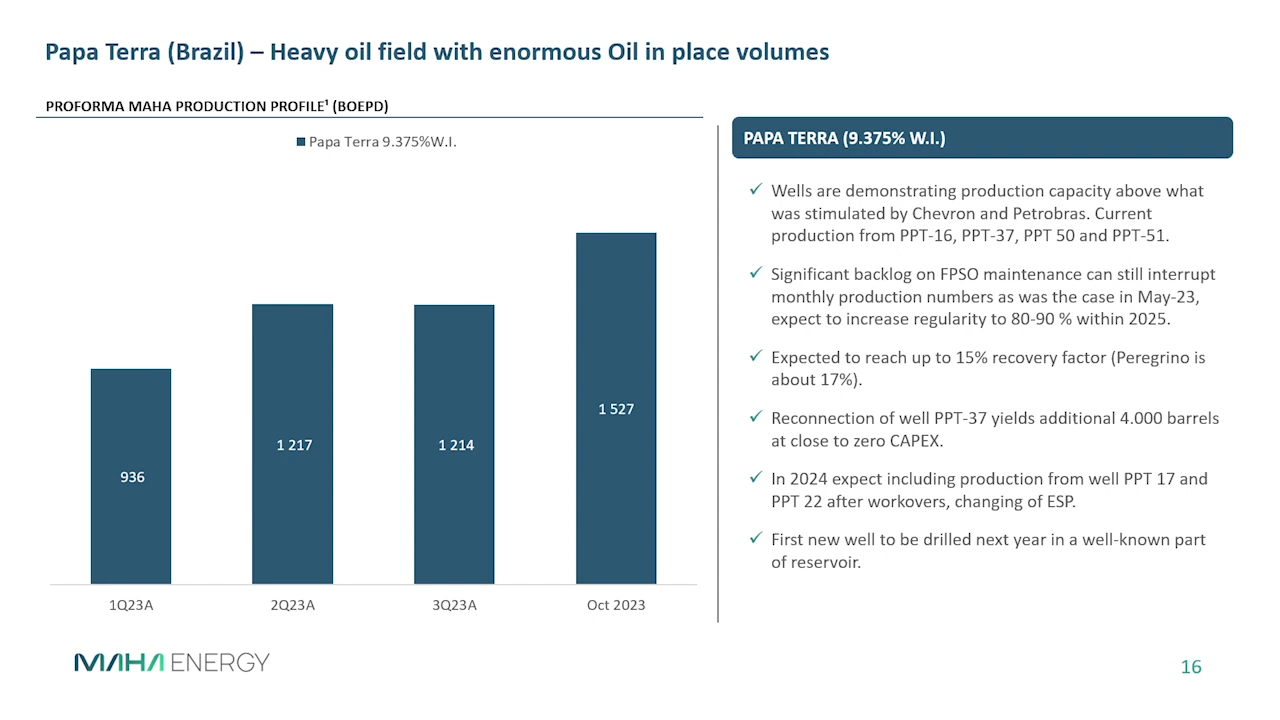 Papa Terra (Brazil) – Heavy oil field with enormous Oil in place volumes
PROFORMA MAHA PRODUCTION PROFILE¹ (BOEPD)
Papa Terra 9.375%W.I.
936
1 217
1 214
1 527
1Q23A
2Q23A
3Q23A
Oct 2023
PAPA TERRA (9.375% W.I.)
✓ Wells are demonstrating production capacity above what
was stimulated by Chevron and Petrobras. Current
production from PPT-16, PPT-37, PPT 50 and PPT-51.
✓ Significant backlog on FPSO maintenance can still interrupt
monthly production numbers as was the case in May-23,
expect to increase regularity to 80-90 % within 2025.
✓ Expected to reach up to 15% recovery factor (Peregrino is
about 17%).
✓ Reconnection of well PPT-37 yields additional 4.000 barrels
at close to zero CAPEX.
✓ In 2024 expect including production from well PPT 17 and
PPT 22 after workovers, changing of ESP.
✓ First new well to be drilled next year in a well-known part
of reservoir.
MAHA ENERGY
16